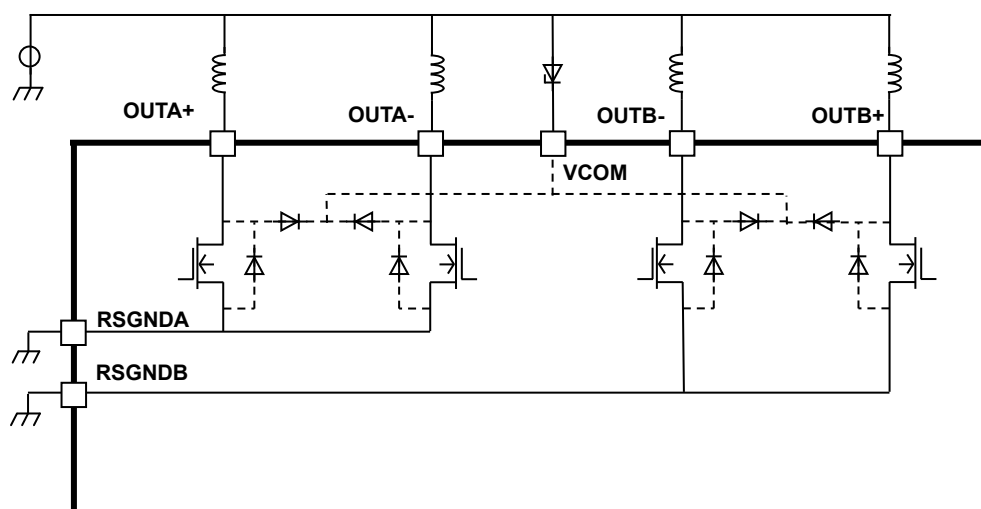 OUTA+
OUTA-
OUTB-
OUTB+
VCOM
RSGNDA
RSGNDB